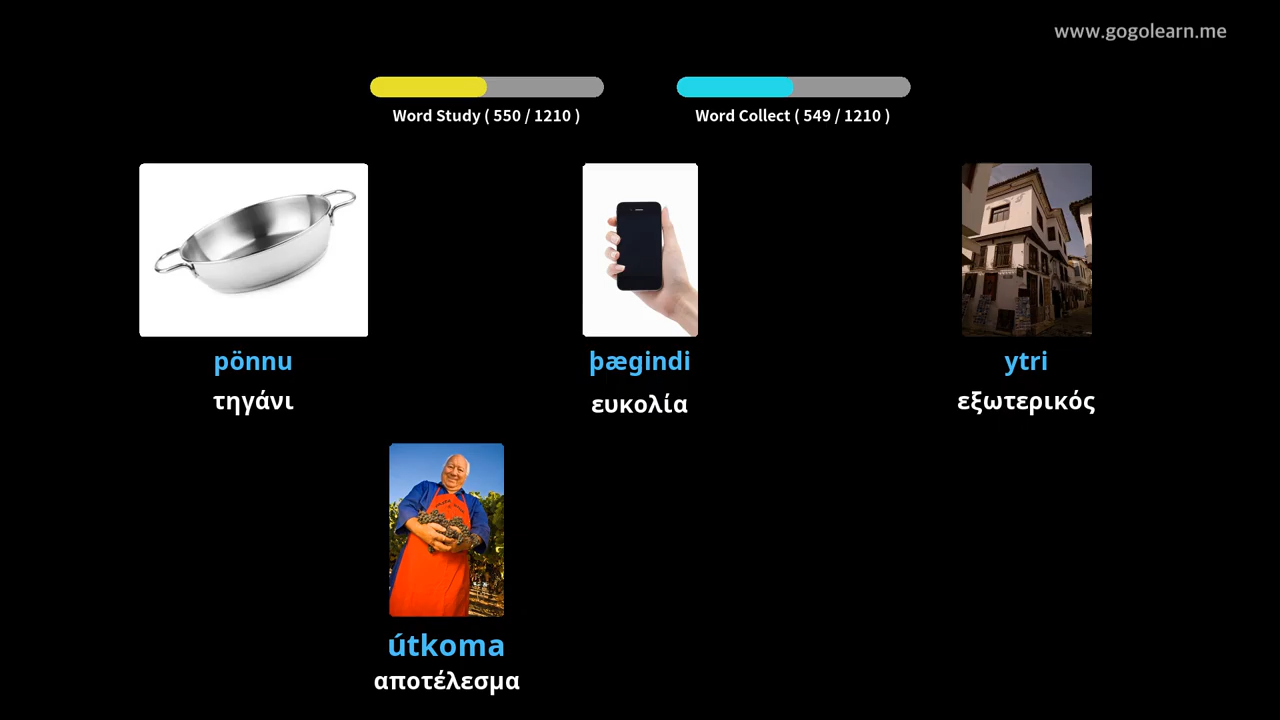 www.gogolearn.me
Word Study ( 550 / 1210 )
Word Collect ( 549 / 1210 )
pönnu
þægindi
ytri
τηγάνι
ευκολία
εξωτερικός
útkoma
αποτέλεσμα